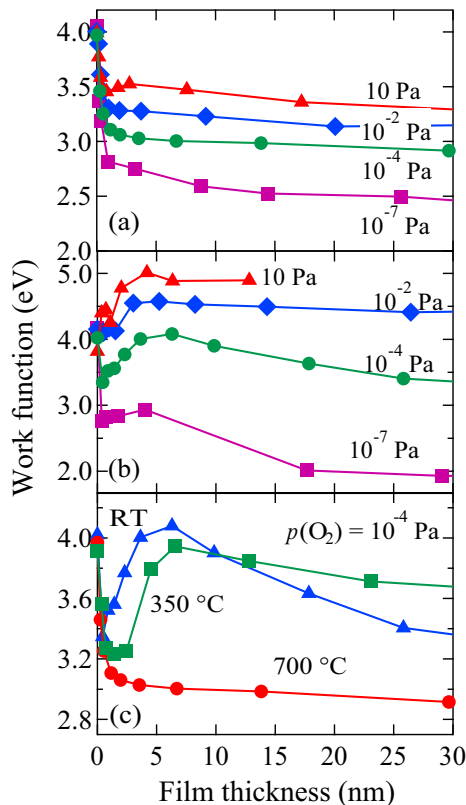 4.0
3.5
3.0
2.5
2.0
10 Pa
10⁻² Pa
10⁻⁴ Pa
10⁻⁷ Pa
(a)
5.0
4.0
3.0
2.0
10 Pa
10⁻² Pa
10⁻⁴ Pa
10⁻⁷ Pa
(b)
Work function (eV)
4.0
3.6
3.2
2.8
RT
p(O₂) = 10⁻⁴ Pa
350 °C
700 °C
(c)
0 5 10 15 20 25 30
Film thickness (nm)